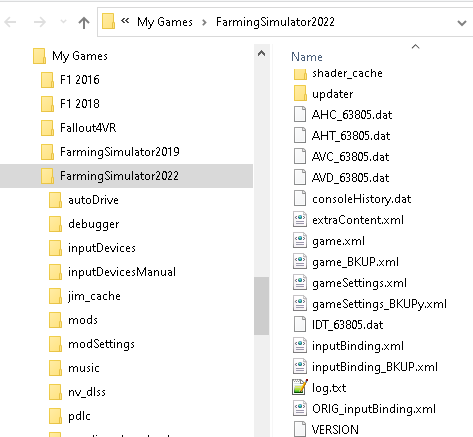 « My Games > FarmingSimulator2022
My Games
F1 2016
F1 2018
Fallout4VR
FarmingSimulator2019
FarmingSimulator2022
autoDrive
debugger
inputDevices
inputDevicesManual
jim_cache
mods
modSettings
music
nv_dlss
pdlc
Name
shader_cache
updater
AHC_63805.dat
AHT_63805.dat
AVC_63805.dat
AVD_63805.dat
consoleHistory.dat
extraContent.xml
game.xml
game_BKUP.xml
gameSettings.xml
gameSettings_BKUPy.xml
IDT_63805.dat
inputBinding.xml
inputBinding_BKUP.xml
log.txt
ORIG_inputBinding.xml
VERSION